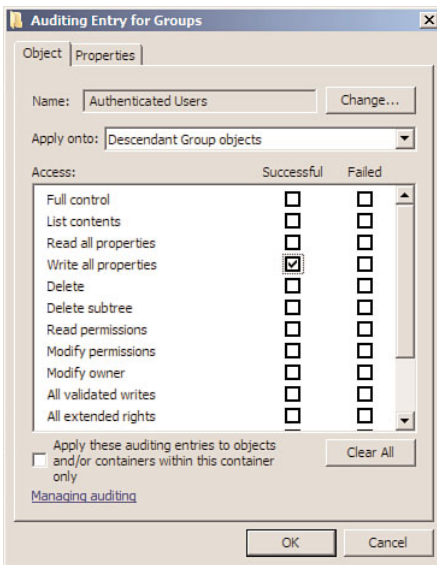 Auditing Entry for Groups
Object Properties
Name: Authenticated Users Change...
Apply onto: Descendant Group objects
Access: Successful Failed
Full control
List contents
Read all properties
Write all properties
Delete
Delete subtree
Read permissions
Modify permissions
Modify owner
All validated writes
All extended rights
Apply these auditing entries to objects
and/or containers within this container
only
Clear All
Managing auditing
OK Cancel